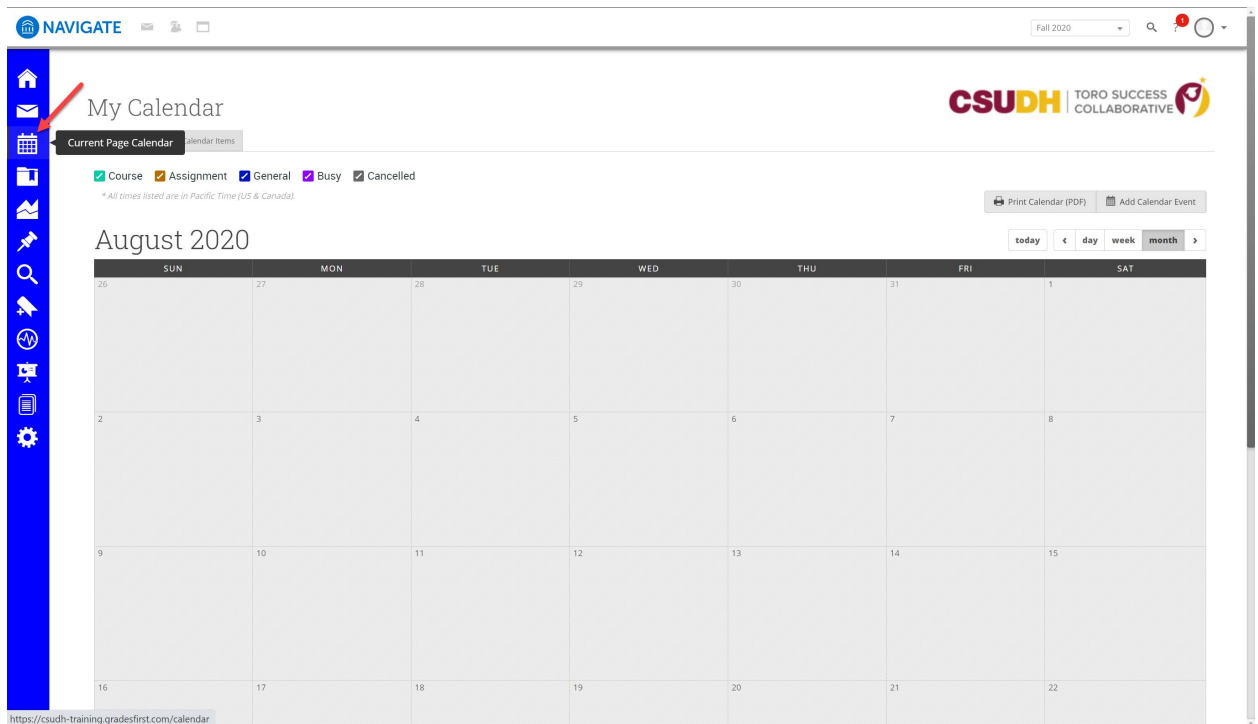 NAVIGATE
Fall 2020
1
?
CSUDH TORO SUCCESS
COLLABORATIVE
My Calendar
Current Page Calendar
Calendar Items
Course Assignment General Busy Cancelled
* All times listed are in Pacific Time (US & Canada).
Print Calendar (PDF) Add Calendar Event
August 2020
today day week month
SUN MON TUE WED THU FRI SAT
26 27 28 29 30 31 1
2 3 4 5 6 7 8
9 10 11 12 13 14 15
16 17 18 19 20 21 22
https://csudh-training.gradesfirst.com/calendar